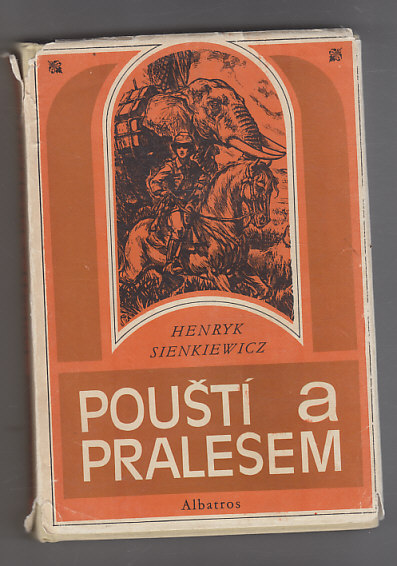 HENRYK
SIENKIEWICZ
POUŠTÍ a
PRALESEM
Albatros